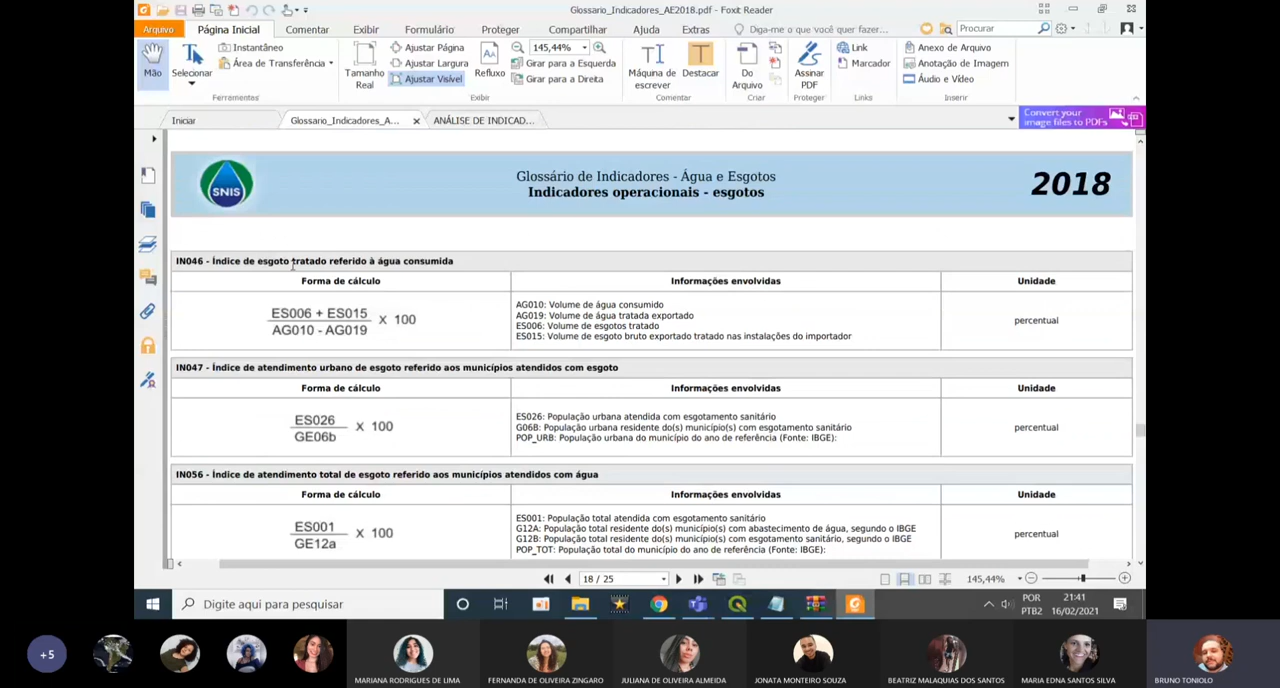 Glossario_Indicadores_AE2018.pdf - Foxit Reader
Arquivo
Página Inicial
Comentar
Exibir
Formulário
Proteger
Compartilhar
Ajuda
Extras
Diga-me o que você quer fazer...
Procurar
Mão
Selecionar
Instantâneo
Área de Transferência
Ferramentas
Tamanho
Real
Ajustar Página
Ajustar Largura
Ajustar Visível
Refluxo
145,44%
Girar para a Esquerda
Girar para a Direita
Exibir
Máquina de
escrever
Destacar
Comentar
Do
Arquivo
Criar
Assinar
PDF
Proteger
Link
Marcador
Links
Anexo de Arquivo
Anotação de Imagem
Áudio e Vídeo
Inserir
Iniciar
Glossario_Indicadores_A...
ANÁLISE DE INDICAD...
Convert your
image files to PDFs
SNIS
Glossário de Indicadores - Água e Esgotos
Indicadores operacionais - esgotos
2018
IN046 - Índice de esgoto tratado referido à água consumida
Forma de cálculo
Informações envolvidas
Unidade
ES006 + ES015
AG010 - AG019
X 100
AG010: Volume de água consumido
AG019: Volume de água tratada exportado
ES006: Volume de esgotos tratado
ES015: Volume de esgoto bruto exportado tratado nas instalações do importador
percentual
IN047 - Índice de atendimento urbano de esgoto referido aos municípios atendidos com esgoto
Forma de cálculo
Informações envolvidas
Unidade
ES026
GE06b
X 100
ES026: População urbana atendida com esgotamento sanitário
G06B: População urbana residente do(s) município(s) com esgotamento sanitário
POP_URB: População urbana do município do ano de referência (Fonte: IBGE):
percentual
IN056 - Índice de atendimento total de esgoto referido aos municípios atendidos com água
Forma de cálculo
Informações envolvidas
Unidade
ES001
GE12a
X 100
ES001: População total atendida com esgotamento sanitário
G12A: População total residente do(s) município(s) com abastecimento de água, segundo o IBGE
G12B: População total residente do(s) município(s) com esgotamento sanitário, segundo o IBGE
POP_TOT: População total do município do ano de referência (Fonte: IBGE):
percentual
18 / 25
145,44%
Digite aqui para pesquisar
POR
PTB2
21:41
16/02/2021
+5
MARIANA RODRIGUES DE LIMA
FERNANDA DE OLIVEIRA ZINGARO
JULIANA DE OLIVEIRA ALMEIDA
JONATA MONTEIRO SOUZA
BEATRIZ MALAQUIAS DOS SANTOS
MARIA EDNA SANTOS SILVA
BRUNO TONIOLO